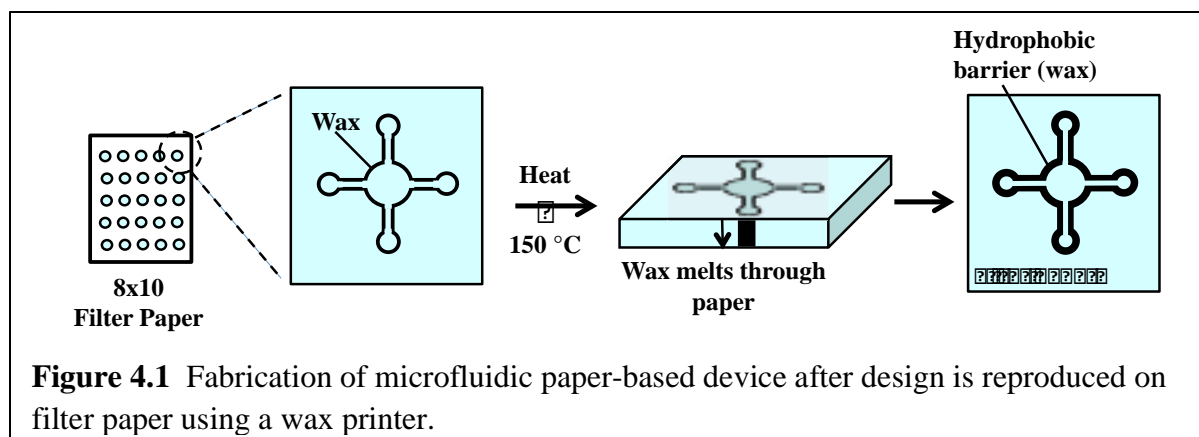 Hydrophobic
barrier (wax)
Wax
Heat
150 °C
8x10
Filter Paper
Wax melts through
paper
Figure 4.1 Fabrication of microfluidic paper-based device after design is reproduced on
filter paper using a wax printer.